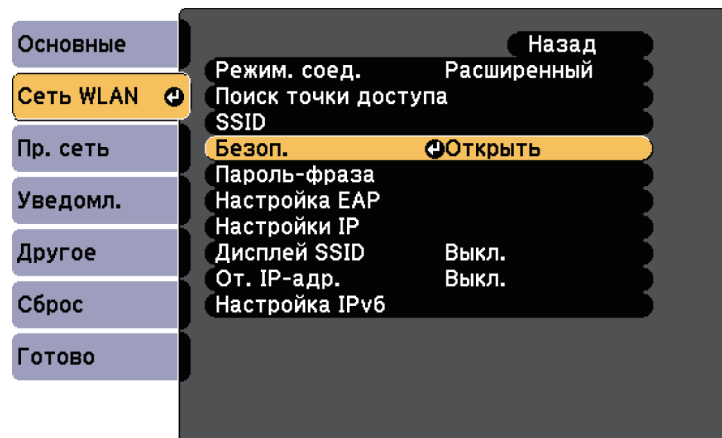 Основные
Сеть WLAN
Пр. сеть
Уведомл.
Другое
Сброс
Готово
Назад
Режим. соед. Расширенный
Поиск точки доступа
SSID
Безоп. Открыть
Пароль-фраза
Настройка EAP
Настройки IP
Дисплей SSID Выкл.
От. IP-адр. Выкл.
Настройка IPv6